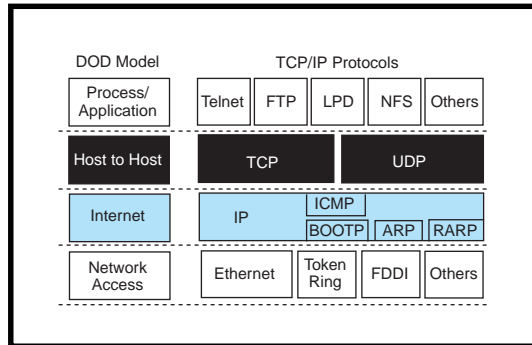 DOD Model TCP/IP Protocols
Process/
Application
Telnet FTP LPD NFS Others
Host to Host TCP UDP
Internet IP ICMP
BOOTP ARP RARP
Network
Access
Ethernet Token
Ring FDDI Others